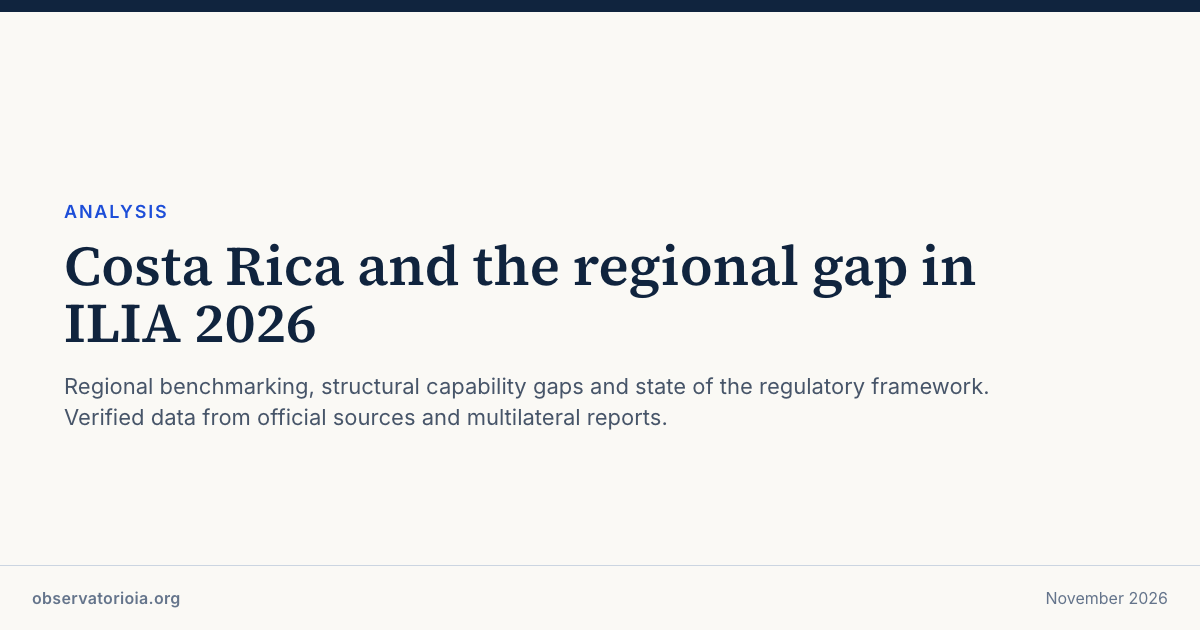 ANALYSIS
Costa Rica and the regional gap in
ILIA 2026
Regional benchmarking, structural capability gaps and state of the regulatory framework.
Verified data from official sources and multilateral reports.
observatorioia.org
November 2026